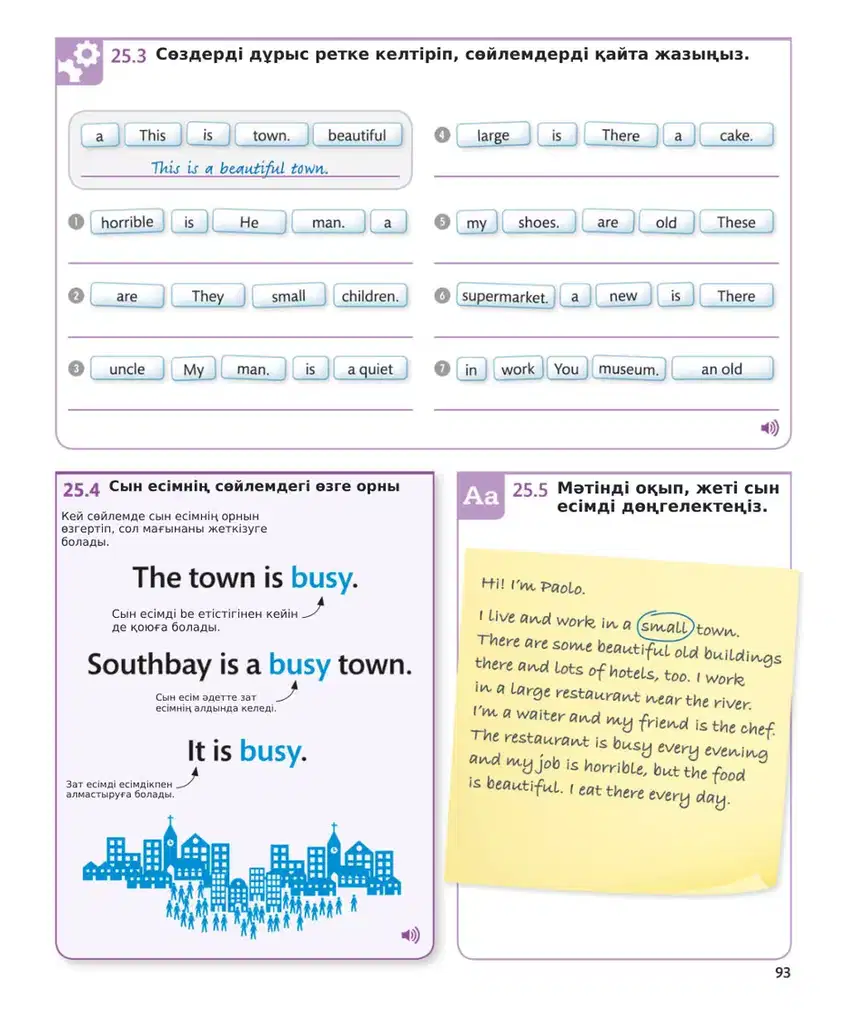 25.3 Сөздерді дұрыс ретке келтіріп, сөйлемдерді қайта жазыңыз.
a This is town. beautiful
This is a beautiful town.
1 horrible is He man. a
2 are They small children.
3 uncle My man. is a quiet
4 large is There a cake.
5 my shoes. are old These
6 supermarket. a new is There
7 in work You museum. an old
25.4 Сын есімнің сөйлемдегі өзге орны
Кей сөйлемде сын есімнің орнын
өзгертіп, сол мағынаны жеткізуге
болады.
The town is busy.
Сын есімді be етістігінен кейін
де қоюға болады.
Southbay is a busy town.
Сын есім әдетте зат
есімнің алдында келеді.
It is busy.
Зат есімді есімдікпен
алмастыруға болады.
Aa 25.5 Мәтінді оқып, жеті сын
есімді дөңгелектеңіз.
Hi! I'm Paolo.
I live and work in a small town.
There are some beautiful old buildings
there and lots of hotels, too. I work
in a large restaurant near the river.
I'm a waiter and my friend is the chef.
The restaurant is busy every evening
and my job is horrible, but the food
is beautiful. I eat there every day.
93